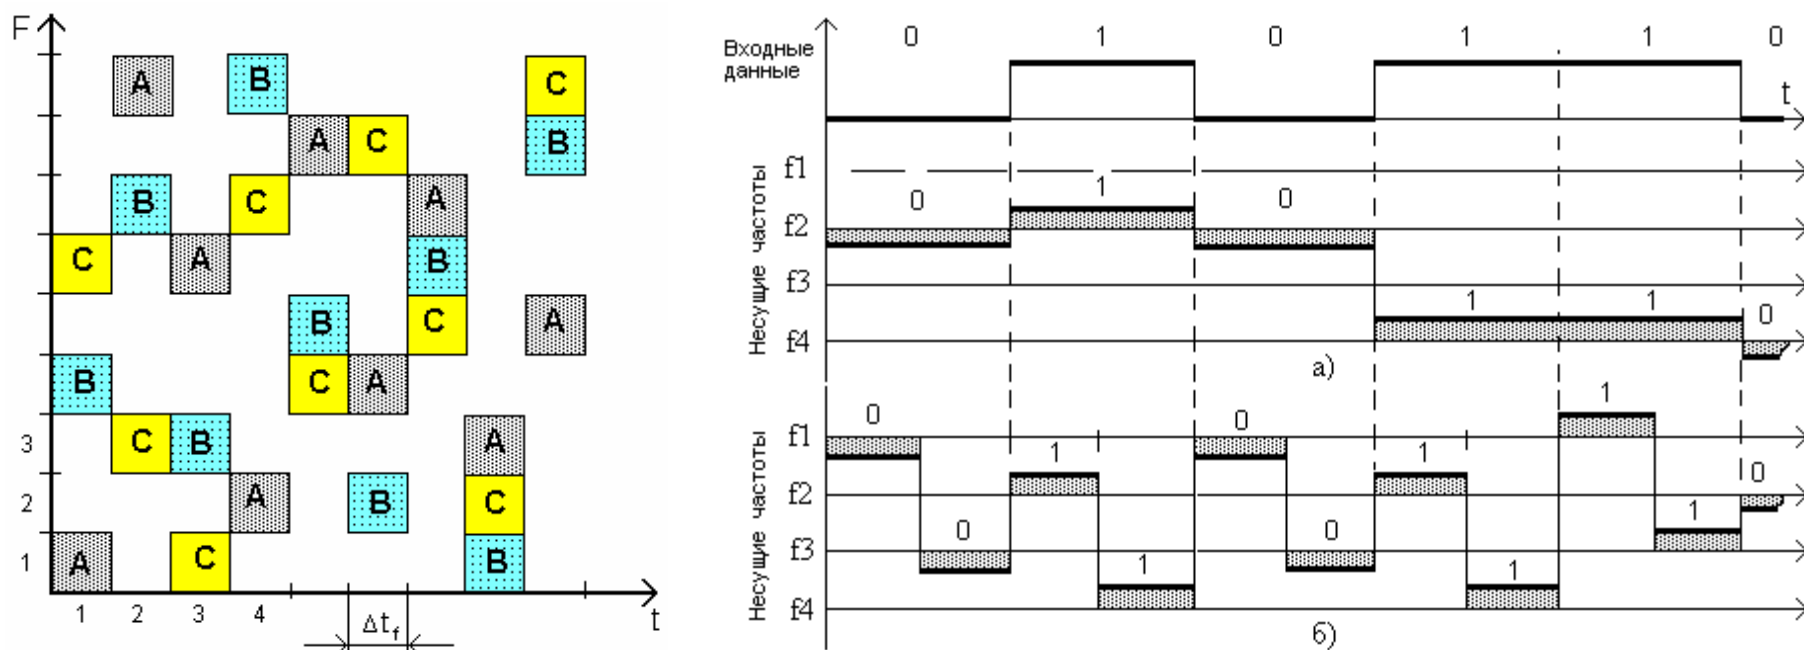 F
A B C
A C B
B C A
C A B
B C A
B C A
3 C B A
2 A B C
1 A C B
1 2 3 4 t
Δtf
0 1 0 1 1 0
Входные
данные
t
Несущие частоты
f1
0 1 0
f2
f3
1 1 0
f4
а)
Несущие частоты
0 0 1
f1
1 1
f2
0
0 0 1
f3
1 1
f4
б)